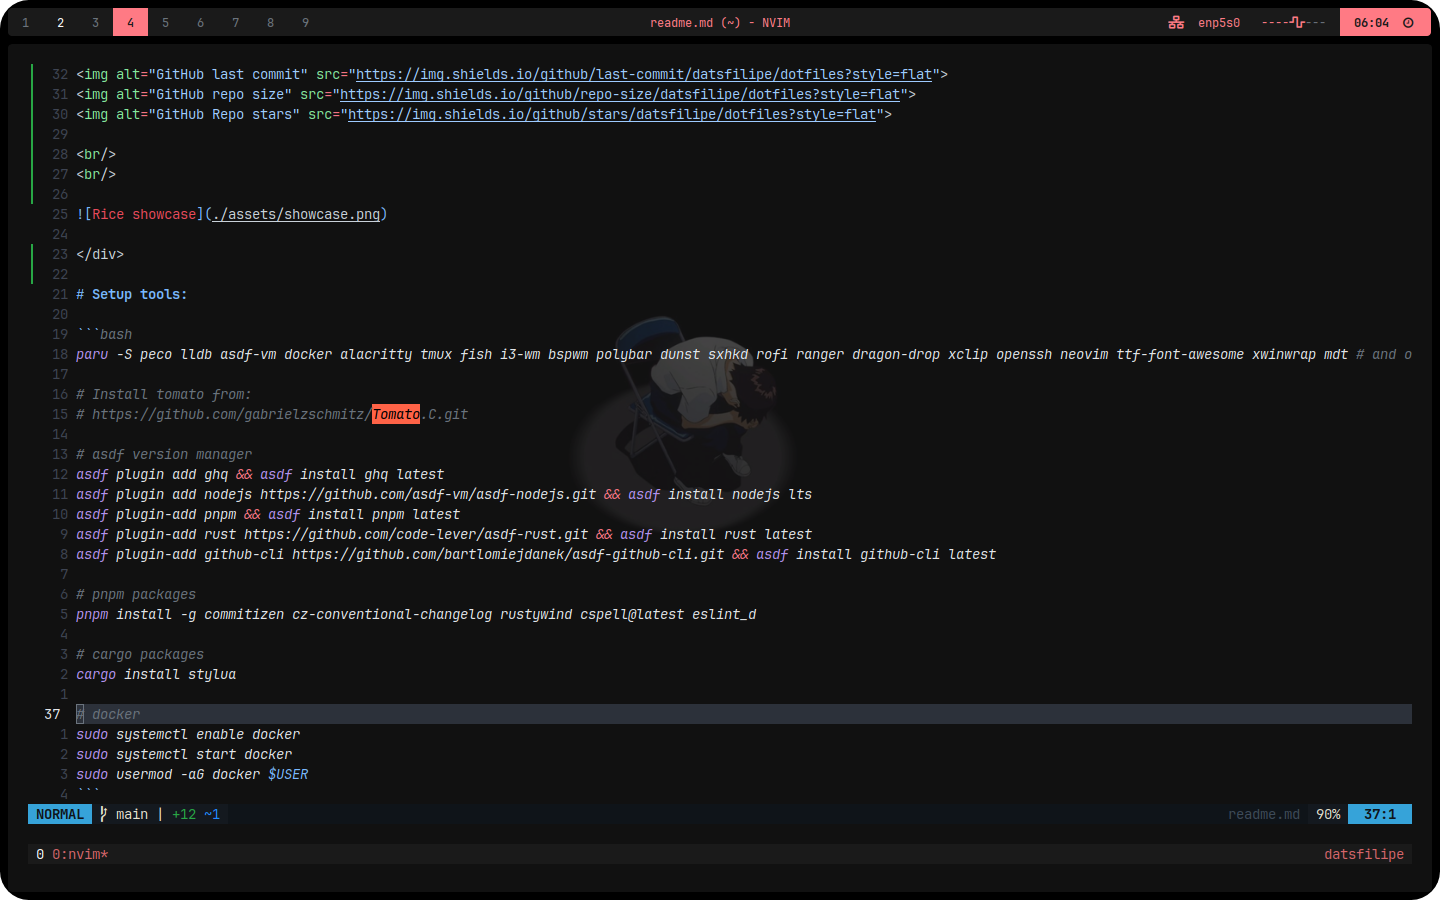 1 2 3 4 5 6 7 8 9 readme.md (~) - NVIM enp5s0 06:04
32 <img alt="GitHub last commit" src="https://img.shields.io/github/last-commit/datsfilipe/dotfiles?style=flat">
31 <img alt="GitHub repo size" src="https://img.shields.io/github/repo-size/datsfilipe/dotfiles?style=flat">
30 <img alt="GitHub Repo stars" src="https://img.shields.io/github/stars/datsfilipe/dotfiles?style=flat">
29
28 <br/>
27 <br/>
26
25 ![Rice showcase](./assets/showcase.png)
24
23 </div>
22
21 # Setup tools:
20
19 ```bash
18 paru -S peco lldb asdf-vm docker alacritty tmux fish i3-wm bspwm polybar dunst sxhkd rofi ranger dragon-drop xclip openssh neovim ttf-font-awesome xwinwrap mdt # and o
17
16 # Install tomato from:
15 # https://github.com/gabrielzschmitz/Tomato.C.git
14
13 # asdf version manager
12 asdf plugin add ghq && asdf install ghq latest
11 asdf plugin add nodejs https://github.com/asdf-vm/asdf-nodejs.git && asdf install nodejs lts
10 asdf plugin-add pnpm && asdf install pnpm latest
9 asdf plugin-add rust https://github.com/code-lever/asdf-rust.git && asdf install rust latest
8 asdf plugin-add github-cli https://github.com/bartlomiejdanek/asdf-github-cli.git && asdf install github-cli latest
7
6 # pnpm packages
5 pnpm install -g commitizen cz-conventional-changelog rustywind cspell@latest eslint_d
4
3 # cargo packages
2 cargo install stylua
1
37 # docker
1 sudo systemctl enable docker
2 sudo systemctl start docker
3 sudo usermod -aG docker $USER
4 ```
NORMAL main | +12 ~1 readme.md 90% 37:1
0 0:nvim* datsfilipe